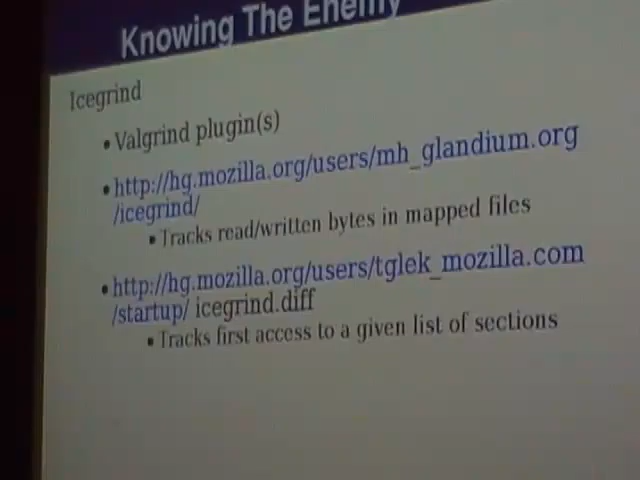 Knowing The Enemy
Icegrind
• Valgrind plugin(s)
• http://hg.mozilla.org/users/mh_glandium.org
/icegrind/
• Tracks read/written bytes in mapped files
• http://hg.mozilla.org/users/tglek_mozilla.com
/startup/ icegrind.diff
• Tracks first access to a given list of sections